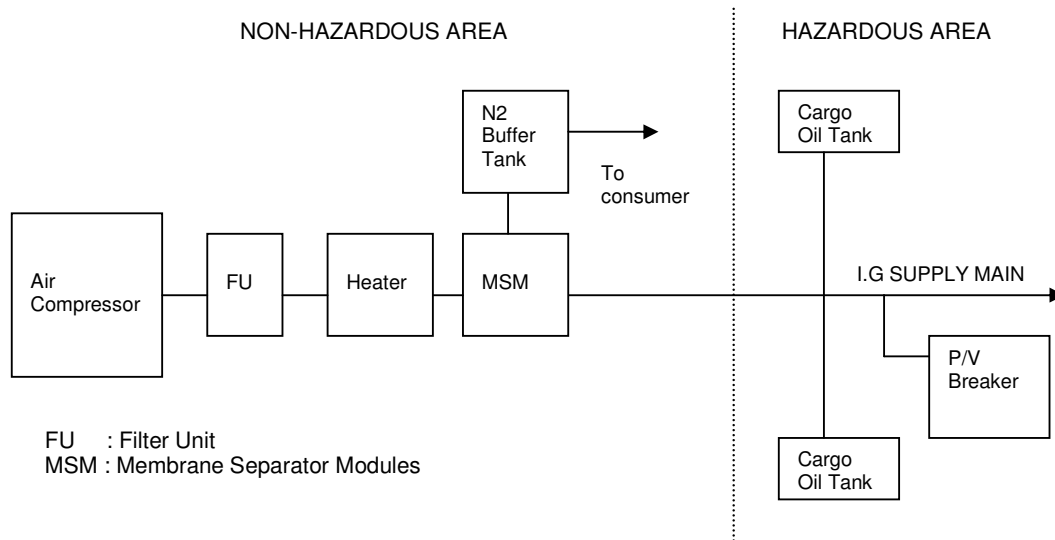 NON-HAZARDOUS AREA
HAZARDOUS AREA
N2
Buffer
Tank
To
consumer
Cargo
Oil Tank
Air
Compressor
FU
Heater
MSM
I.G SUPPLY MAIN
P/V
Breaker
Cargo
Oil Tank
FU : Filter Unit
MSM : Membrane Separator Modules